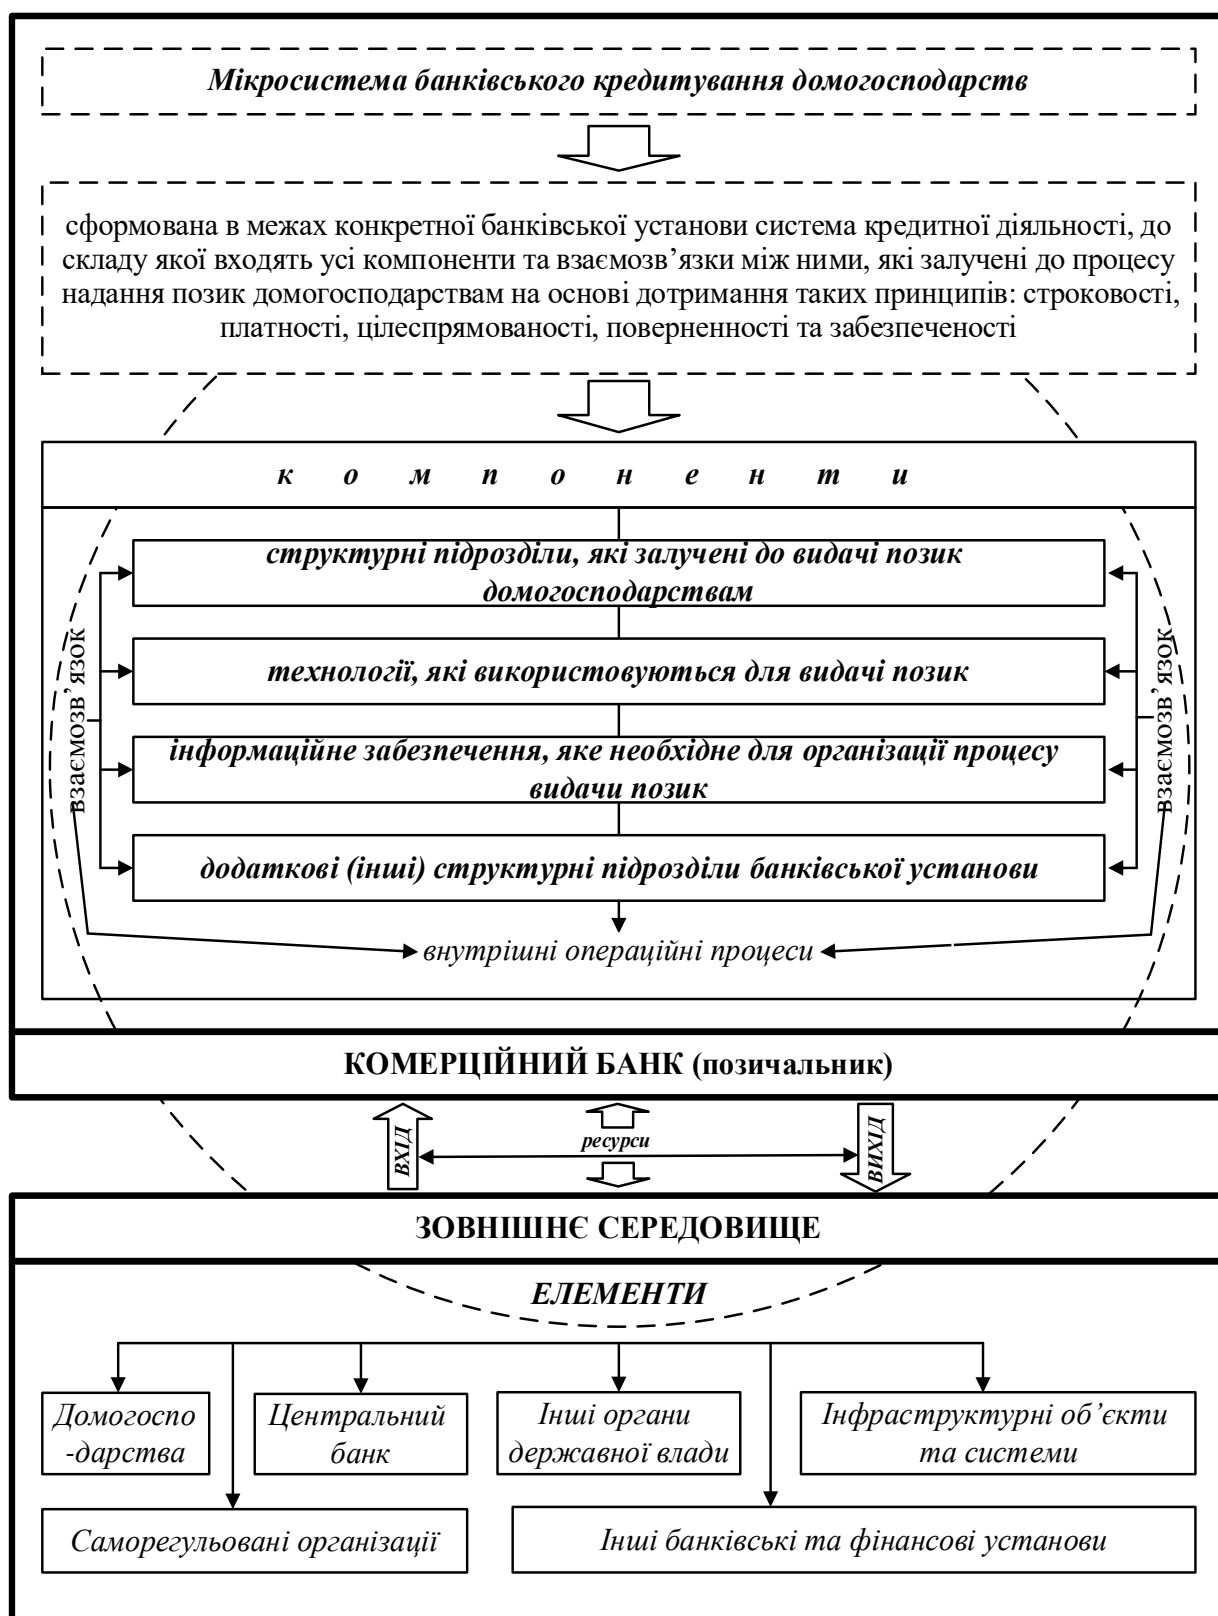 Мікросистема банківського кредитування домогосподарств
сформована в межах конкретної банківської установи система кредитної діяльності, до
складу якої входять усі компоненти та взаємозв’язки між ними, які залучені до процесу
надання позик домогосподарствам на основі дотримання таких принципів: строковості,
платності, цілеспрямованості, поверненності та забезпеченості
к о м п о н е н т и
структурні підрозділи, які залучені до видачі позик
домогосподарствам
технології, які використовуються для видачі позик
інформаційне забезпечення, яке необхідне для організації процесу
видачи позик
додаткові (інші) структурні підрозділи банківської установи
взаємозв’язок
взаємозв’язок
внутрішні операційні процеси
КОМЕРЦІЙНИЙ БАНК (позичальник)
ВХІД
ресурси
ВИХІД
ЗОВНІШНЄ СЕРЕДОВИЩЕ
ЕЛЕМЕНТИ
Домогоспо
-дарства
Центральний
банк
Інші органи
державної влади
Інфраструктурні об’єкти
та системи
Саморегульовані організації
Інші банківські та фінансові установи